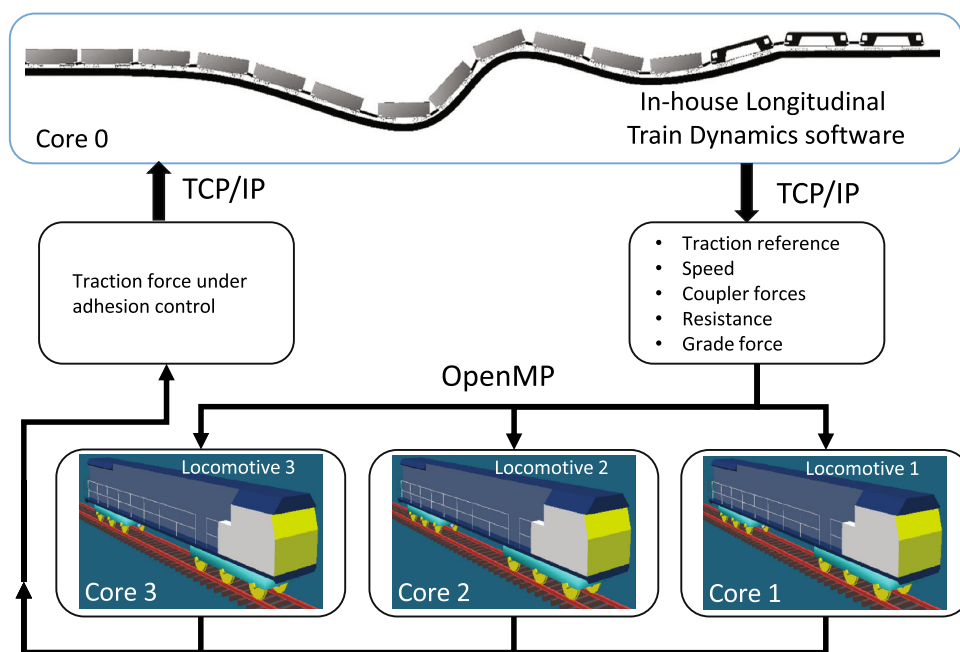 In-house Longitudinal
Train Dynamics software
Core 0
TCP/IP
TCP/IP
Traction force under
adhesion control
• Traction reference
• Speed
• Coupler forces
• Resistance
• Grade force
OpenMP
Locomotive 3
Core 3
Locomotive 2
Core 2
Locomotive 1
Core 1